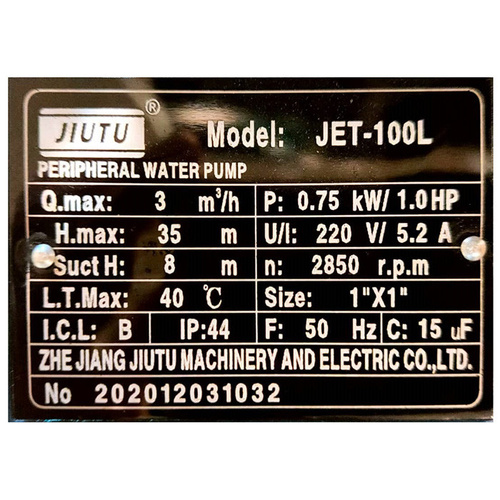 JIUTU ® Model: JET-100L
PERIPHERAL WATER PUMP
Q.max: 3 m³/h P: 0.75 kW/1.0HP
H.max: 35 m U/I: 220 V/ 5.2 A
Suct H: 8 m n: 2850 r.p.m
L.T.Max: 40 ℃ Size: 1"X1"
I.C.L: B IP:44 F: 50 Hz C: 15 uF
ZHE JIANG JIUTU MACHINERY AND ELECTRIC CO.,LTD.
No 202012031032